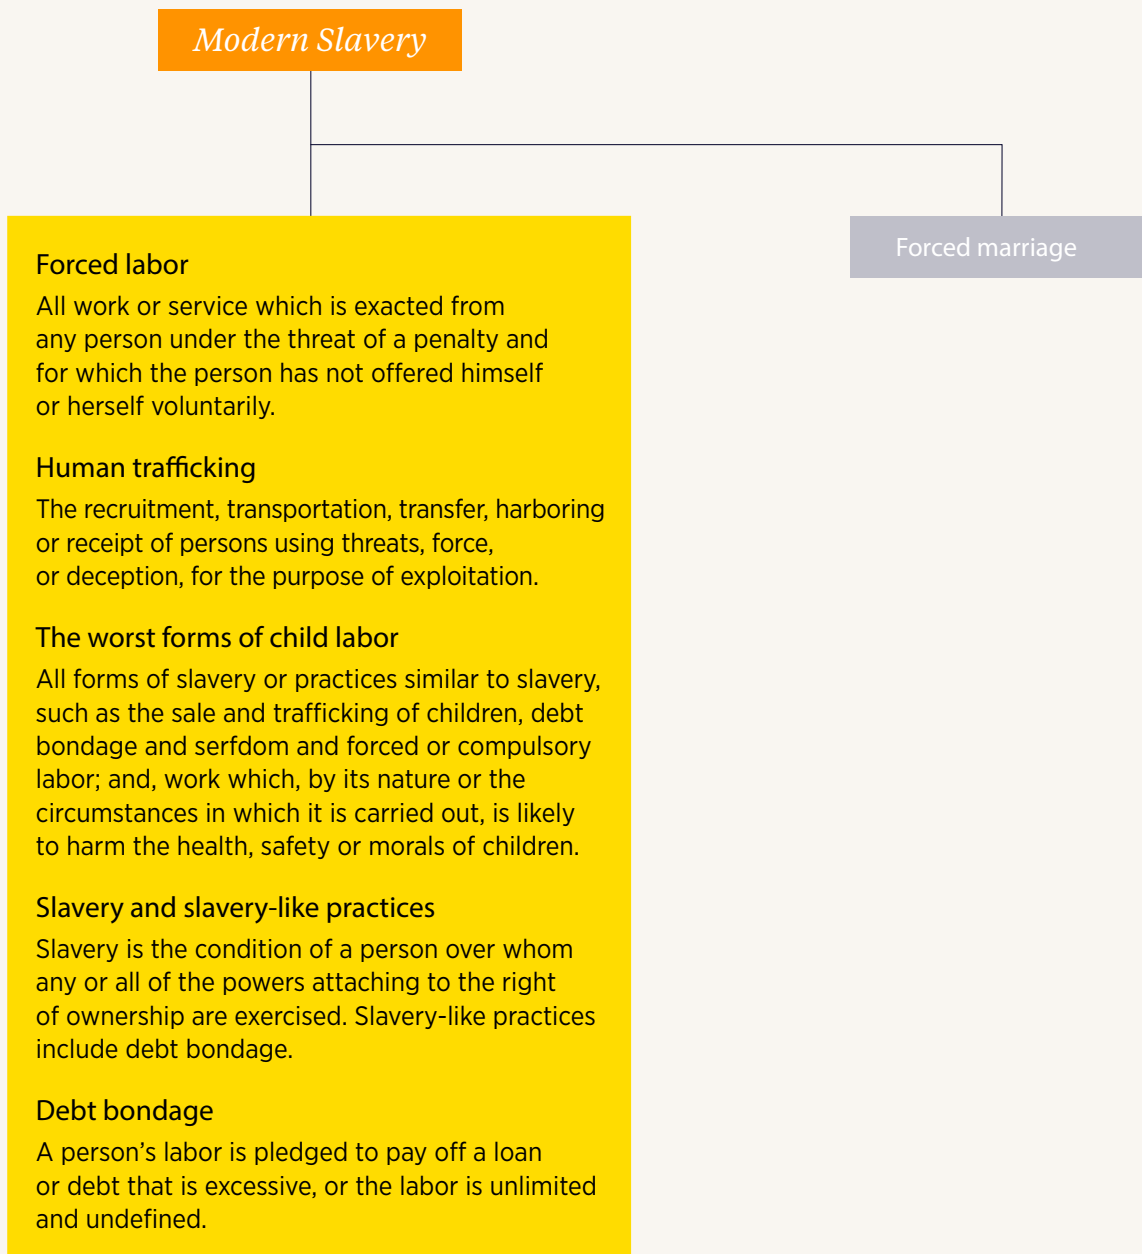 Modern Slavery
Forced labor
All work or service which is exacted from
any person under the threat of a penalty and
for which the person has not offered himself
or herself voluntarily.
Human trafficking
The recruitment, transportation, transfer, harboring
or receipt of persons using threats, force,
or deception, for the purpose of exploitation.
The worst forms of child labor
All forms of slavery or practices similar to slavery,
such as the sale and trafficking of children, debt
bondage and serfdom and forced or compulsory
labor; and, work which, by its nature or the
circumstances in which it is carried out, is likely
to harm the health, safety or morals of children.
Slavery and slavery-like practices
Slavery is the condition of a person over whom
any or all of the powers attaching to the right
of ownership are exercised. Slavery-like practices
include debt bondage.
Debt bondage
A person’s labor is pledged to pay off a loan
or debt that is excessive, or the labor is unlimited
and undefined.
Forced marriage